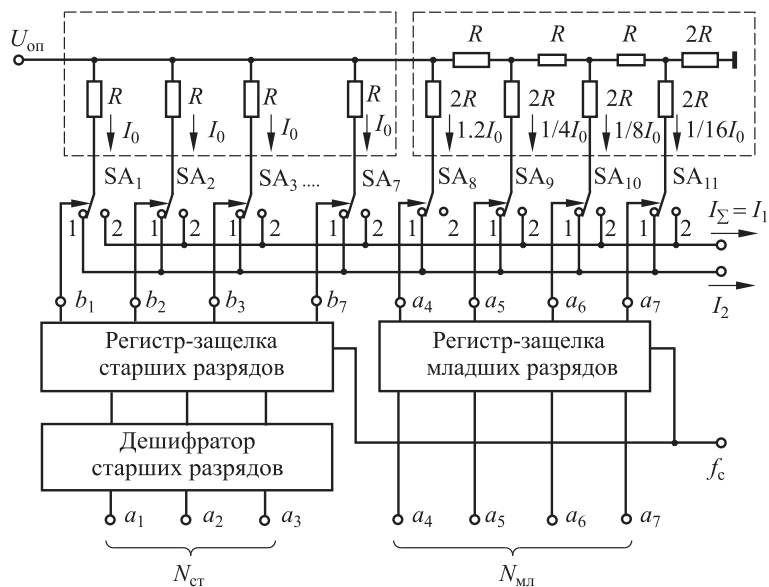 U_оп
R R R 2R
R R R R 2R 2R 2R 2R
I_0 I_0 I_0 I_0 1.2I_0 1/4I_0 1/8I_0 1/16I_0
SA_1 SA_2 SA_3 .... SA_7 SA_8 SA_9 SA_10 SA_11
1 2 1 2 1 2 1 2 1 2 1 2 1 2 1 2
I_Σ = I_1
I_2
b_1 b_2 b_3 b_7 a_4 a_5 a_6 a_7
Регистр-защелка
старших разрядов
Регистр-защелка
младших разрядов
Дешифратор
старших разрядов
f_c
a_1 a_2 a_3 a_4 a_5 a_6 a_7
N_ст N_мл